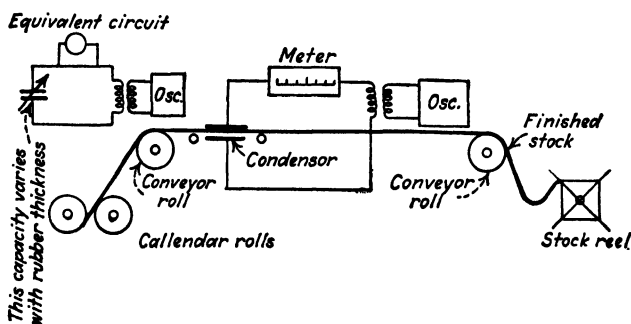 Equivalent circuit
Meter
Osc.
Osc.
Finished
stock
Condensor
Conveyor
roll
Conveyor
roll
Callendar rolls
Stock reel
This capacity varies
with rubber thickness